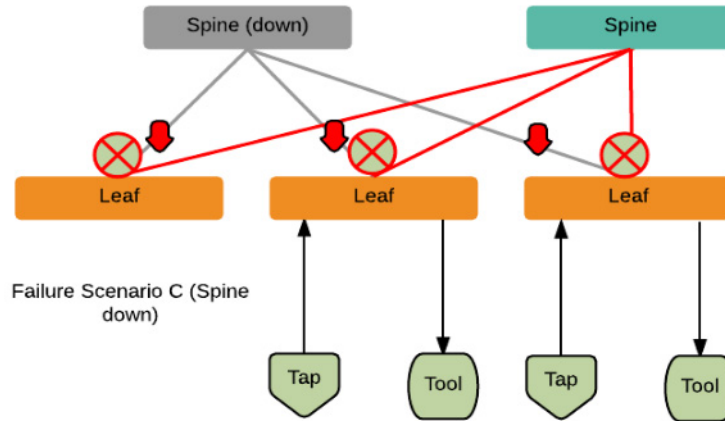 Spine (down)
Spine
Leaf
Leaf
Leaf
Failure Scenario C (Spine
down)
Tap
Tool
Tap
Tool